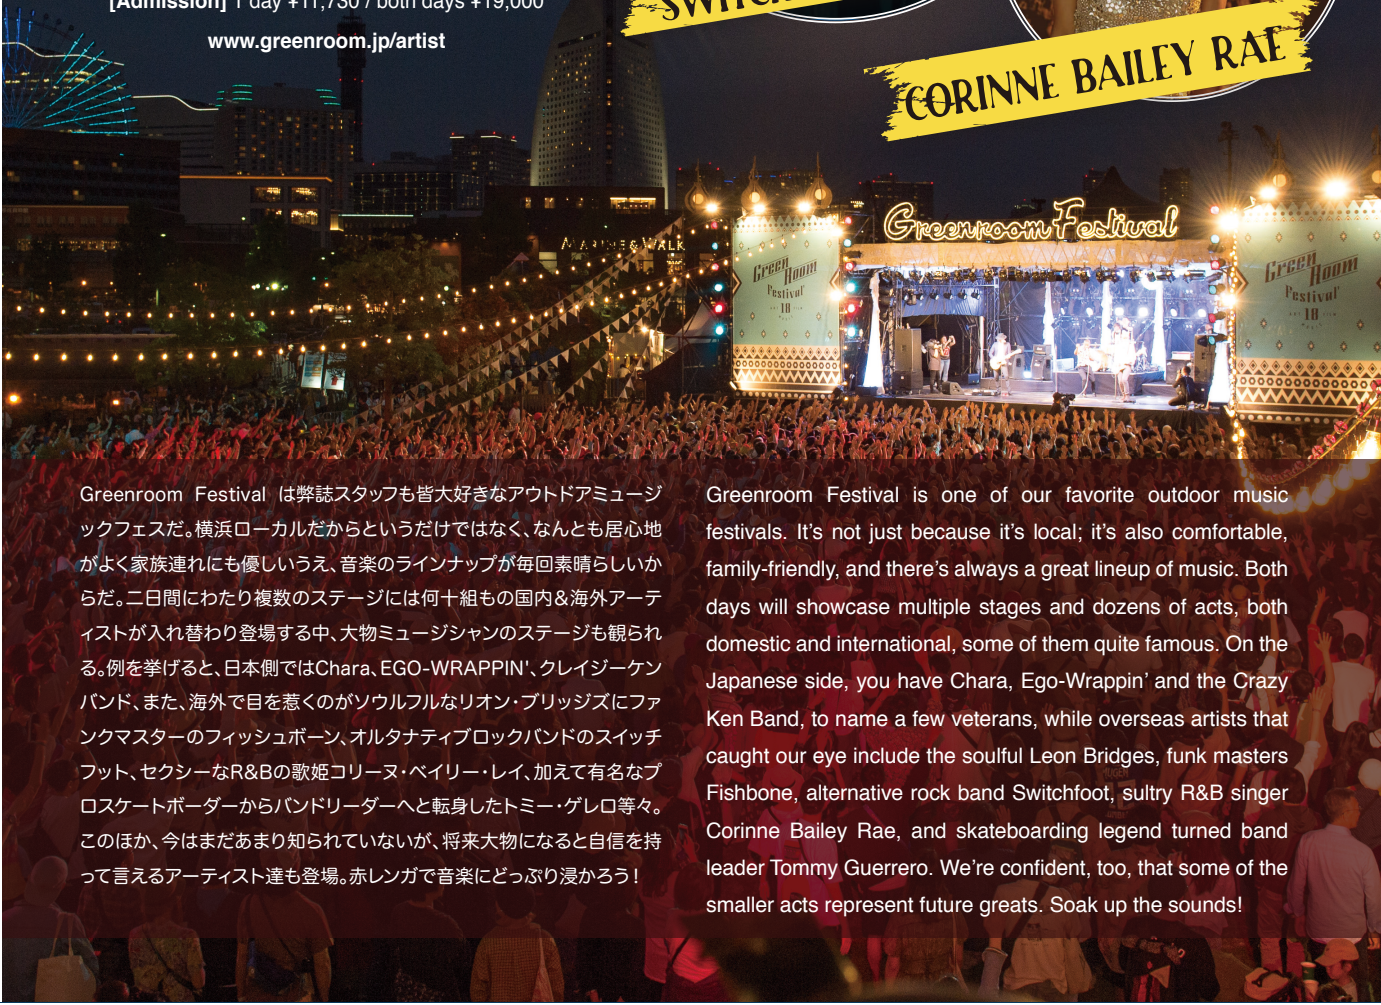 [Admission] 1 day ¥11,730 / both days ¥19,000
www.greenroom.jp/artist
CORINNE BAILEY RAE
Greenroom Festival
MARINE & WALK
Green Room
Festival
18
Green Room
Festival
18
Greenroom Festival は弊誌スタッフも皆大好きなアウトドアミュージ
ックフェスだ。横浜ローカルだからというだけではなく、なんとも居心地
がよく家族連れにも優しいうえ、音楽のラインナップが毎回素晴らしいか
らだ。二日間にわたり複数のステージには何十組もの国内&海外アーテ
ィストが入れ替わり登場する中、大物ミュージシャンのステージも観られ
る。例を挙げると、日本側ではChara、EGO-WRAPPIN'、クレイジーケン
バンド、また、海外で目を惹くのがソウルフルなリオン・ブリッジズにファ
ンクマスターのフィッシュボーン、オルタナティブロックバンドのスイッチ
フット、セクシーなR&Bの歌姫コリーヌ・ベイリー・レイ、加えて有名なプ
ロスケートボーダーからバンドリーダーへと転身したトミー・ゲレロ等々。
このほか、今はまだあまり知られていないが、将来大物になると自信を持
って言えるアーティスト達も登場。赤レンガで音楽にどっぷり浸かろう！
Greenroom Festival is one of our favorite outdoor music
festivals. It's not just because it's local; it's also comfortable,
family-friendly, and there's always a great lineup of music. Both
days will showcase multiple stages and dozens of acts, both
domestic and international, some of them quite famous. On the
Japanese side, you have Chara, Ego-Wrappin' and the Crazy
Ken Band, to name a few veterans, while overseas artists that
caught our eye include the soulful Leon Bridges, funk masters
Fishbone, alternative rock band Switchfoot, sultry R&B singer
Corinne Bailey Rae, and skateboarding legend turned band
leader Tommy Guerrero. We're confident, too, that some of the
smaller acts represent future greats. Soak up the sounds!